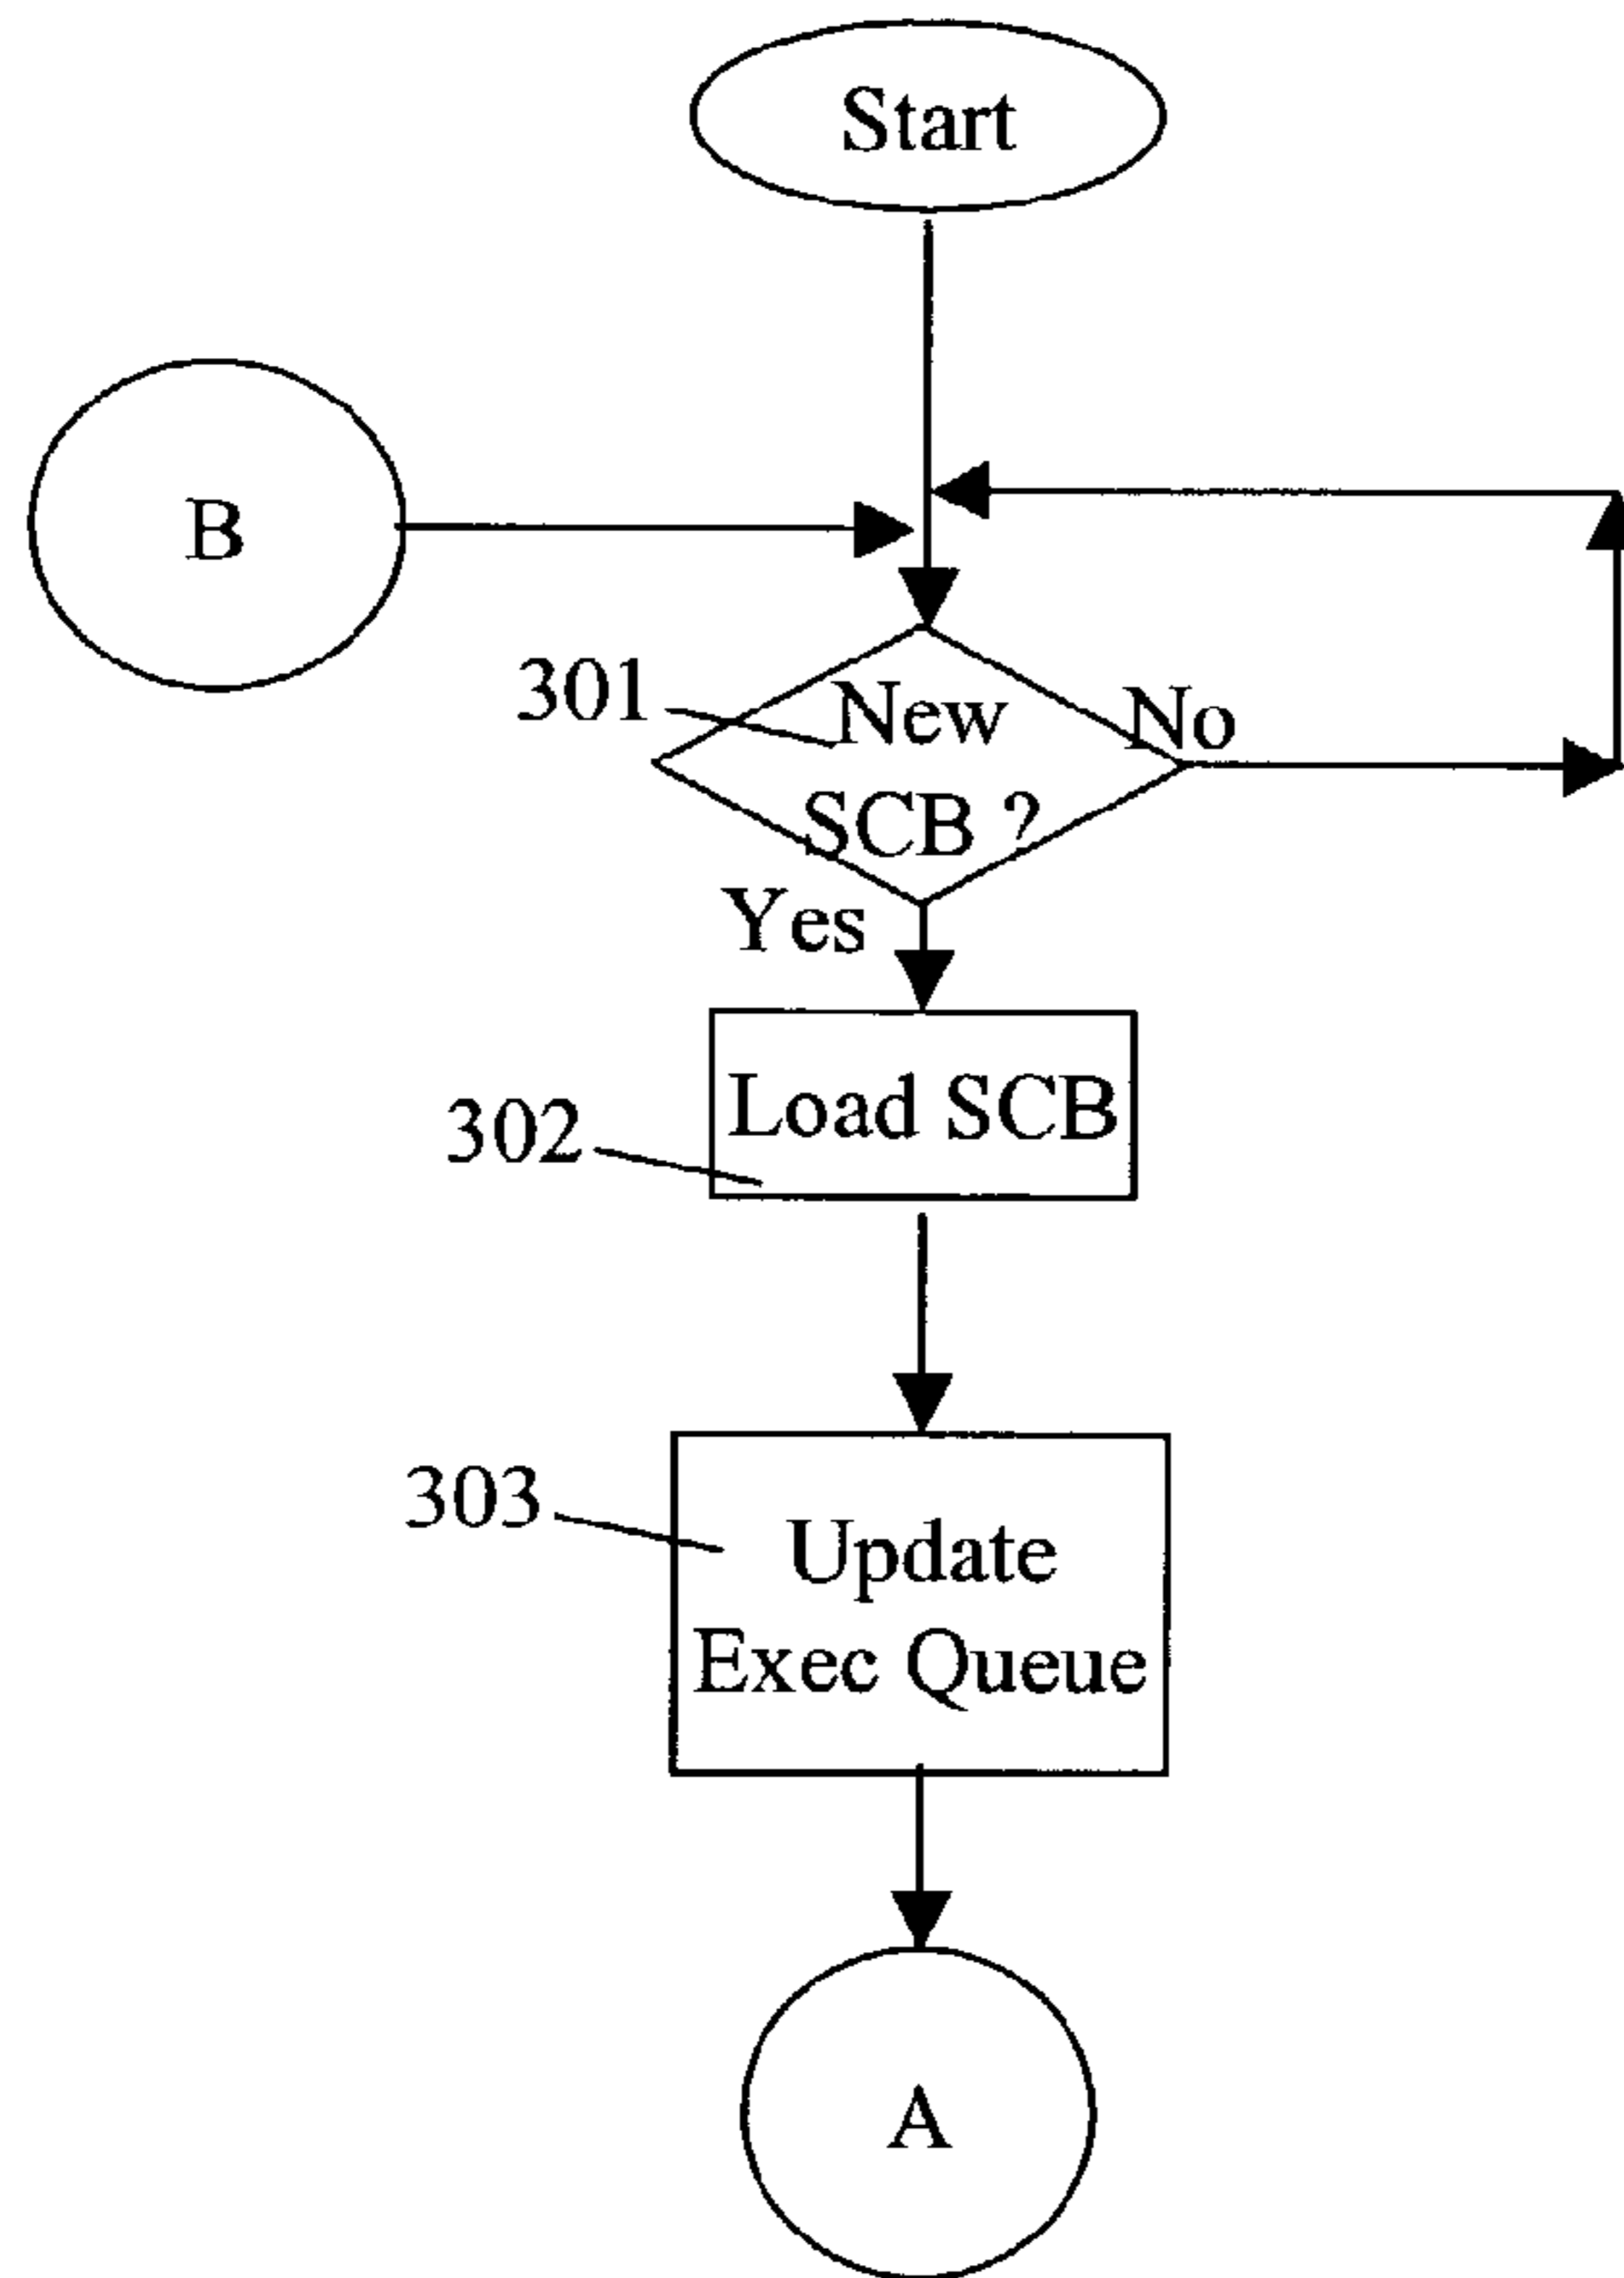 Start
B
301
New
SCB ?
No
Yes
302
Load SCB
303
Update
Exec Queue
A